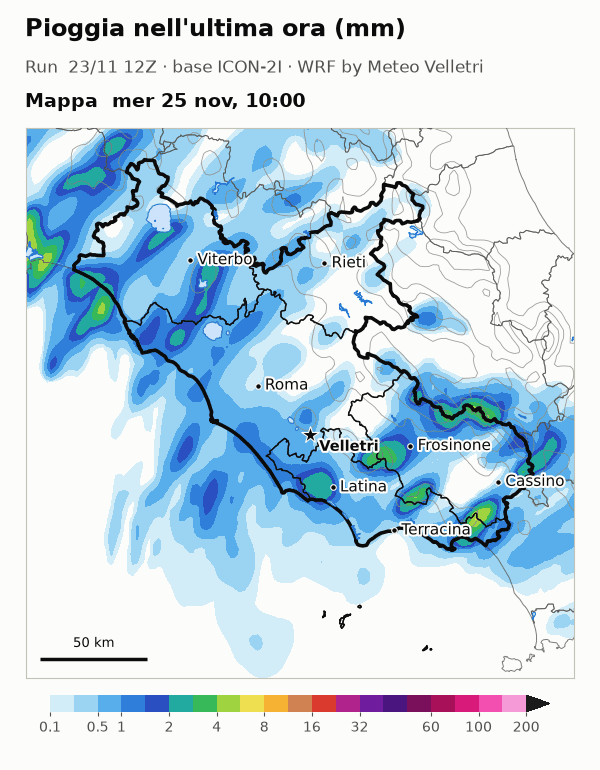 Pioggia nell'ultima ora (mm)
Run  23/11 12Z · base ICON-2I · WRF by Meteo Velletri
Mappa  mer 25 nov, 10:00
Viterbo
Rieti
Roma
Velletri
Frosinone
Latina
Cassino
Terracina
50 km
0.1 0.5 1 2 4 8 16 32 60 100 200